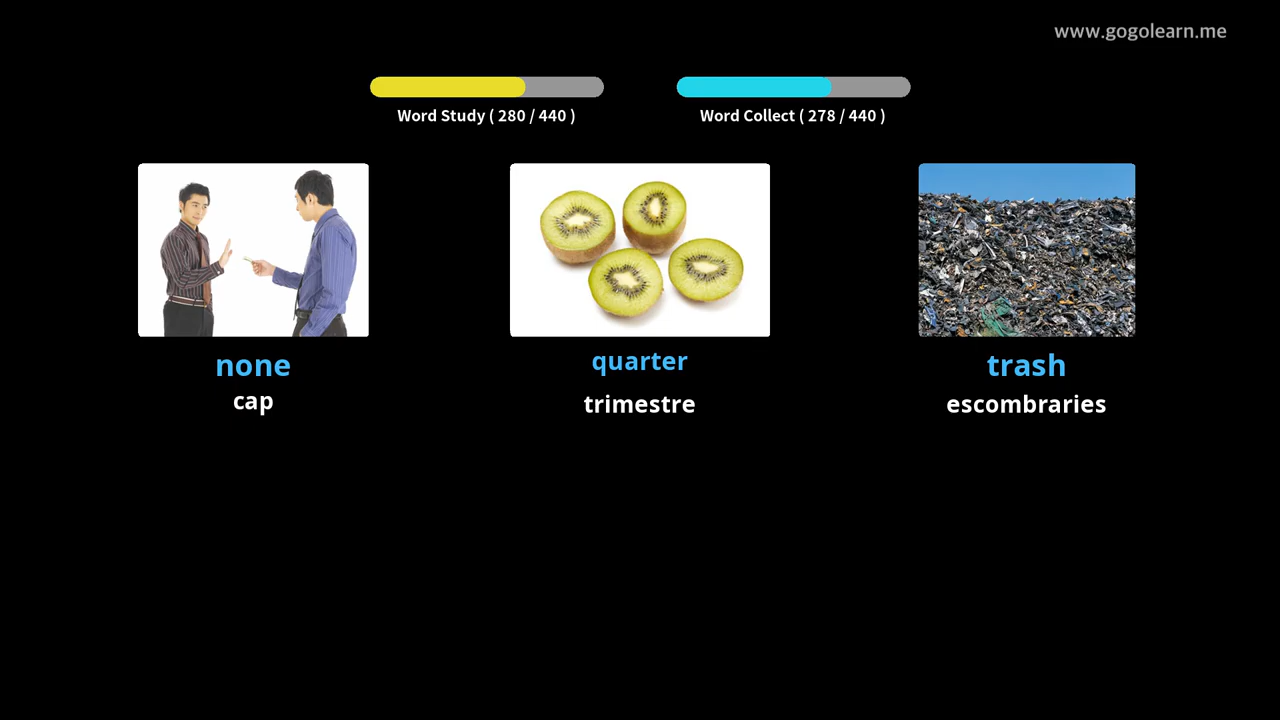 www.gogolearn.me
Word Study ( 280 / 440 )
Word Collect ( 278 / 440 )
none
cap
quarter
trimestre
trash
escombraries